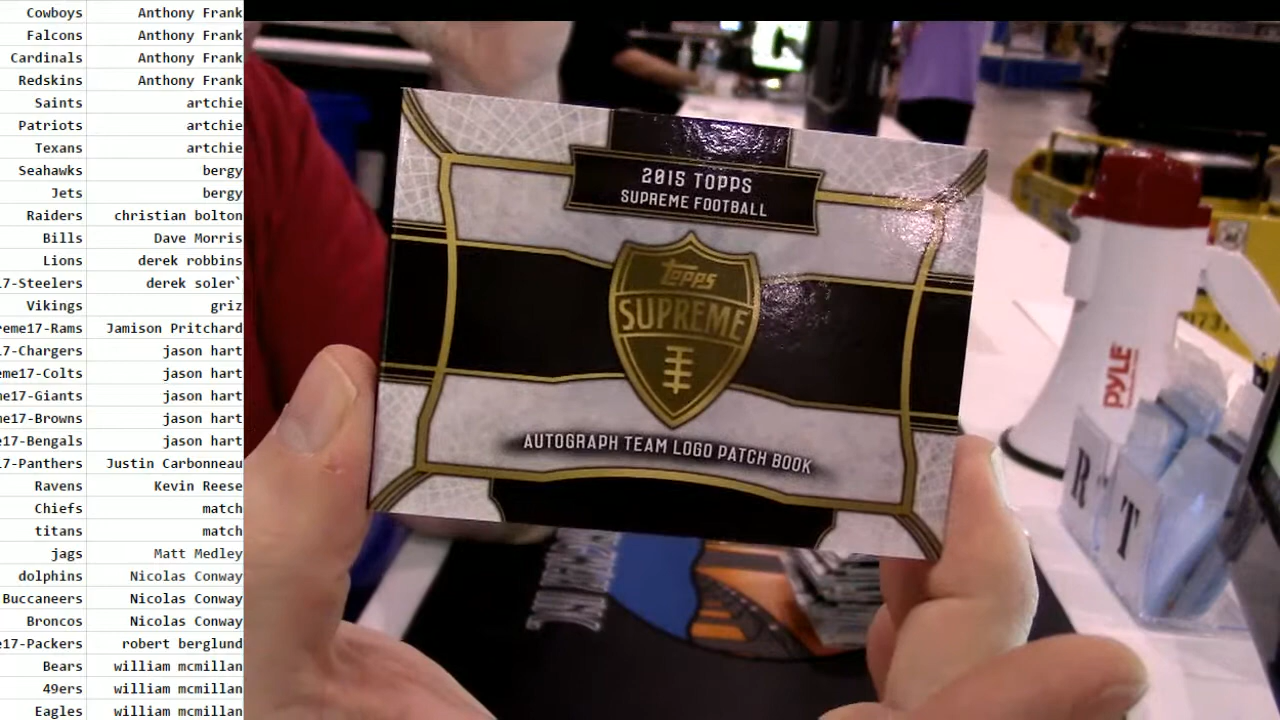 Cowboys Anthony Frank
Falcons Anthony Frank
Cardinals Anthony Frank
Redskins Anthony Frank
Saints artchie
Patriots artchie
Texans artchie
Seahawks bergy
Jets bergy
Raiders christian bolton
Bills Dave Morris
Lions derek robbins
17-Steelers derek soler`
Vikings griz
reme17-Rams Jamison Pritchard
17-Chargers jason hart
me17-Colts jason hart
me17-Giants jason hart
me17-Browns jason hart
e17-Bengals jason hart
17-Panthers Justin Carbonneau
Ravens Kevin Reese
Chiefs match
titans match
jags Matt Medley
dolphins Nicolas Conway
Buccaneers Nicolas Conway
Broncos Nicolas Conway
e17-Packers robert berglund
Bears william mcmillan
49ers william mcmillan
Eagles william mcmillan
2015 TOPPS
SUPREME FOOTBALL
topps
SUPREME
AUTOGRAPH TEAM LOGO PATCH BOOK
PYLE
R
T